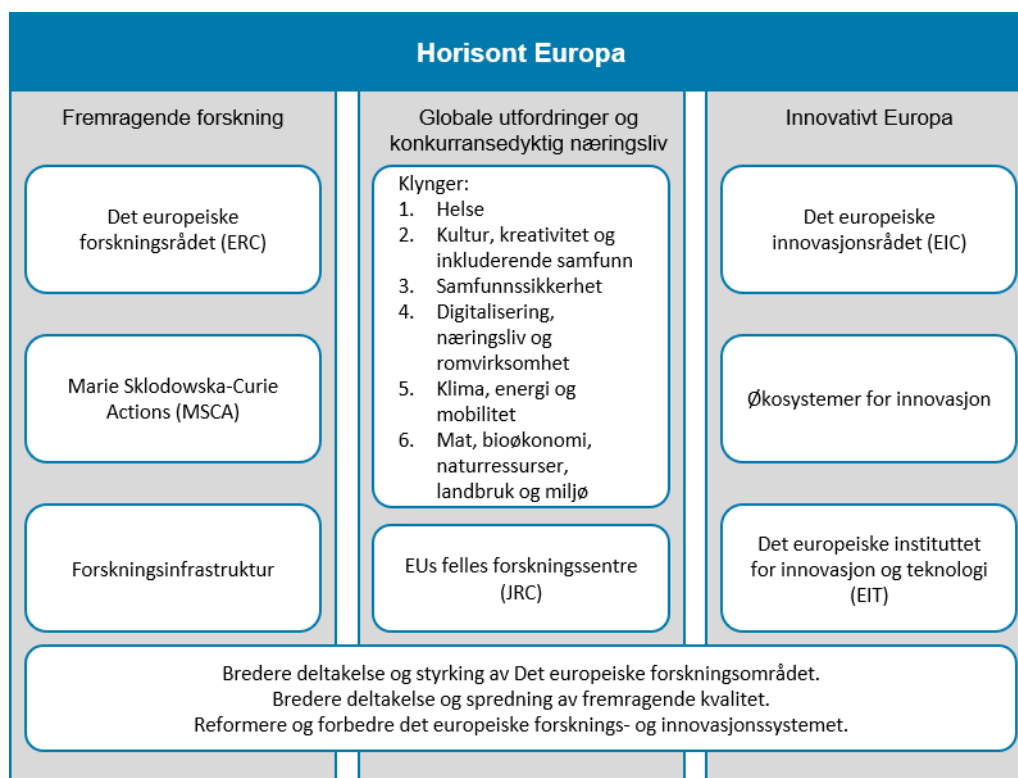 Horisont Europa
Fremragende forskning
Det europeiske
forskningsrådet (ERC)
Marie Sklodowska-Curie
Actions (MSCA)
Forskningsinfrastruktur
Globale utfordringer og
konkurransedyktig næringsliv
Klynger:
1. Helse
2. Kultur, kreativitet og
inkluderende samfunn
3. Samfunnssikkerhet
4. Digitalisering,
næringsliv og
romvirksomhet
5. Klima, energi og
mobilitet
6. Mat, bioøkonomi,
naturressurser,
landbruk og miljø
EUs felles forskningssentre
(JRC)
Innovativt Europa
Det europeiske
innovasjonsrådet (EIC)
Økosystemer for innovasjon
Det europeiske instituttet
for innovasjon og teknologi
(EIT)
Bredere deltakelse og styrking av Det europeiske forskningsområdet.
Bredere deltakelse og spredning av fremragende kvalitet.
Reformere og forbedre det europeiske forsknings- og innovasjonssystemet.